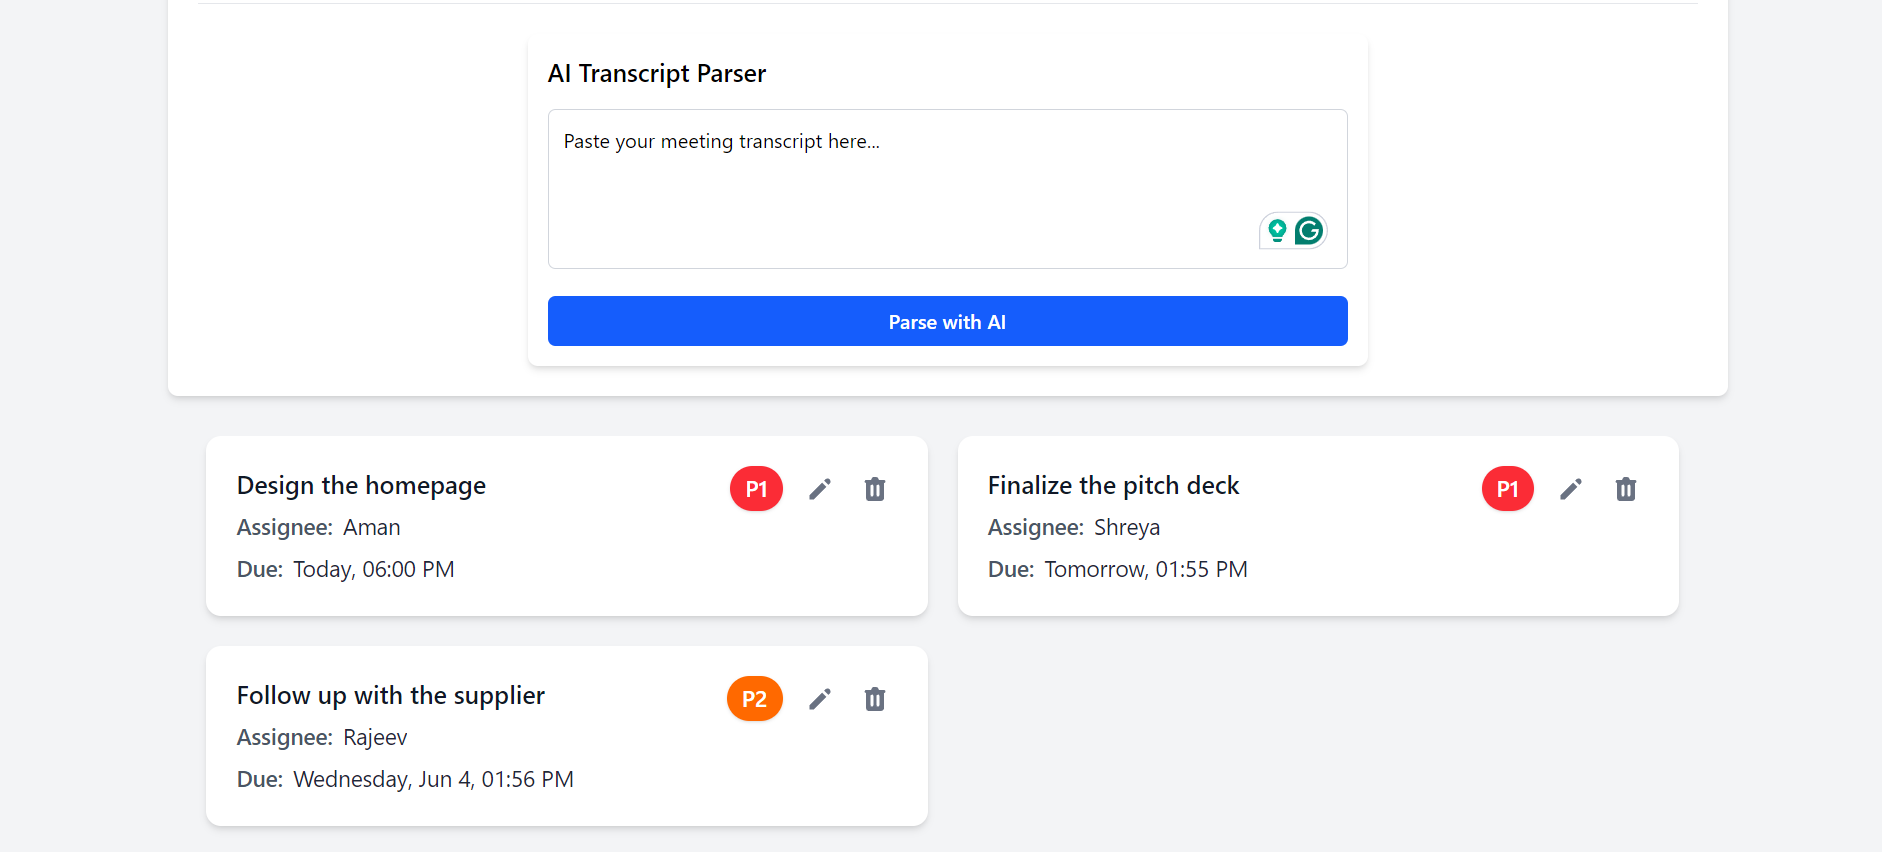 AI Transcript Parser
Paste your meeting transcript here...
Parse with AI
Design the homepage
P1
Assignee: Aman
Due: Today, 06:00 PM
Finalize the pitch deck
P1
Assignee: Shreya
Due: Tomorrow, 01:55 PM
Follow up with the supplier
P2
Assignee: Rajeev
Due: Wednesday, Jun 4, 01:56 PM